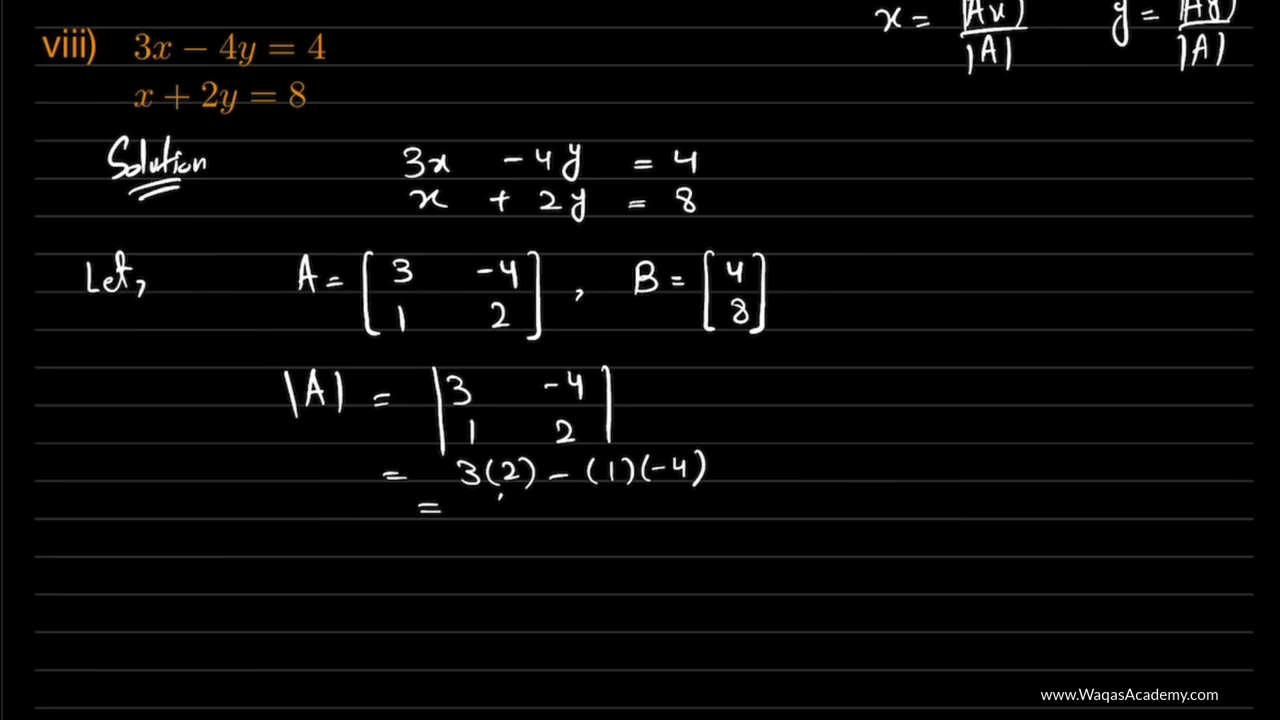 x = |Ax| / |A|    y = |Ay| / |A|
viii) 3x − 4y = 4
x + 2y = 8
Solution    3x - 4y = 4
x + 2y = 8
Let, A = [3 -4; 1 2], B = [4; 8]
|A| = |3 -4; 1 2|
= 3(2) - (1)(-4)
=
www.WaqasAcademy.com